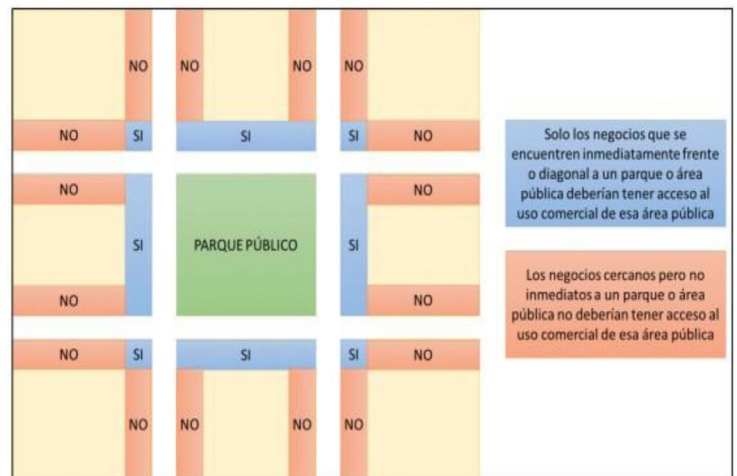 NO NO NO NO
NO SI SI SI NO
NO NO
SI PARQUE PÚBLICO SI
NO NO
NO SI SI SI NO
NO NO NO NO
Solo los negocios que se
encuentren inmediatamente frente
o diagonal a un parque o área
pública deberían tener acceso al
uso comercial de esa área pública
Los negocios cercanos pero no
inmediatos a un parque o área
pública no deberían tener acceso al
uso comercial de esa área pública